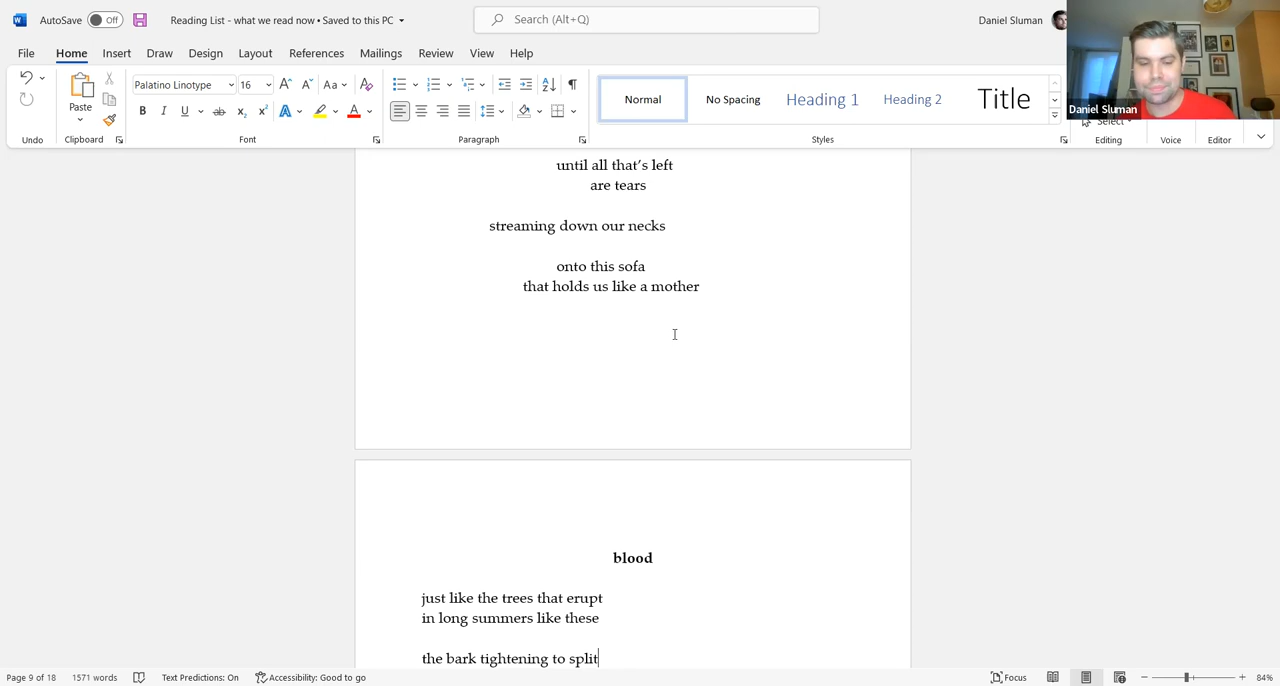 AutoSave Off Reading List - what we read now • Saved to this PC Search (Alt+Q) Daniel Sluman
File Home Insert Draw Design Layout References Mailings Review View Help
Palatino Linotype 16 Aa
Paste
Normal No Spacing Heading 1 Heading 2 Title
Daniel Sluman
Select
Undo Clipboard Font Paragraph Styles Editing Voice Editor
until all that’s left
are tears
streaming down our necks
onto this sofa
that holds us like a mother
blood
just like the trees that erupt
in long summers like these
the bark tightening to split
Page 9 of 18 1571 words Text Predictions: On Accessibility: Good to go Focus 84%